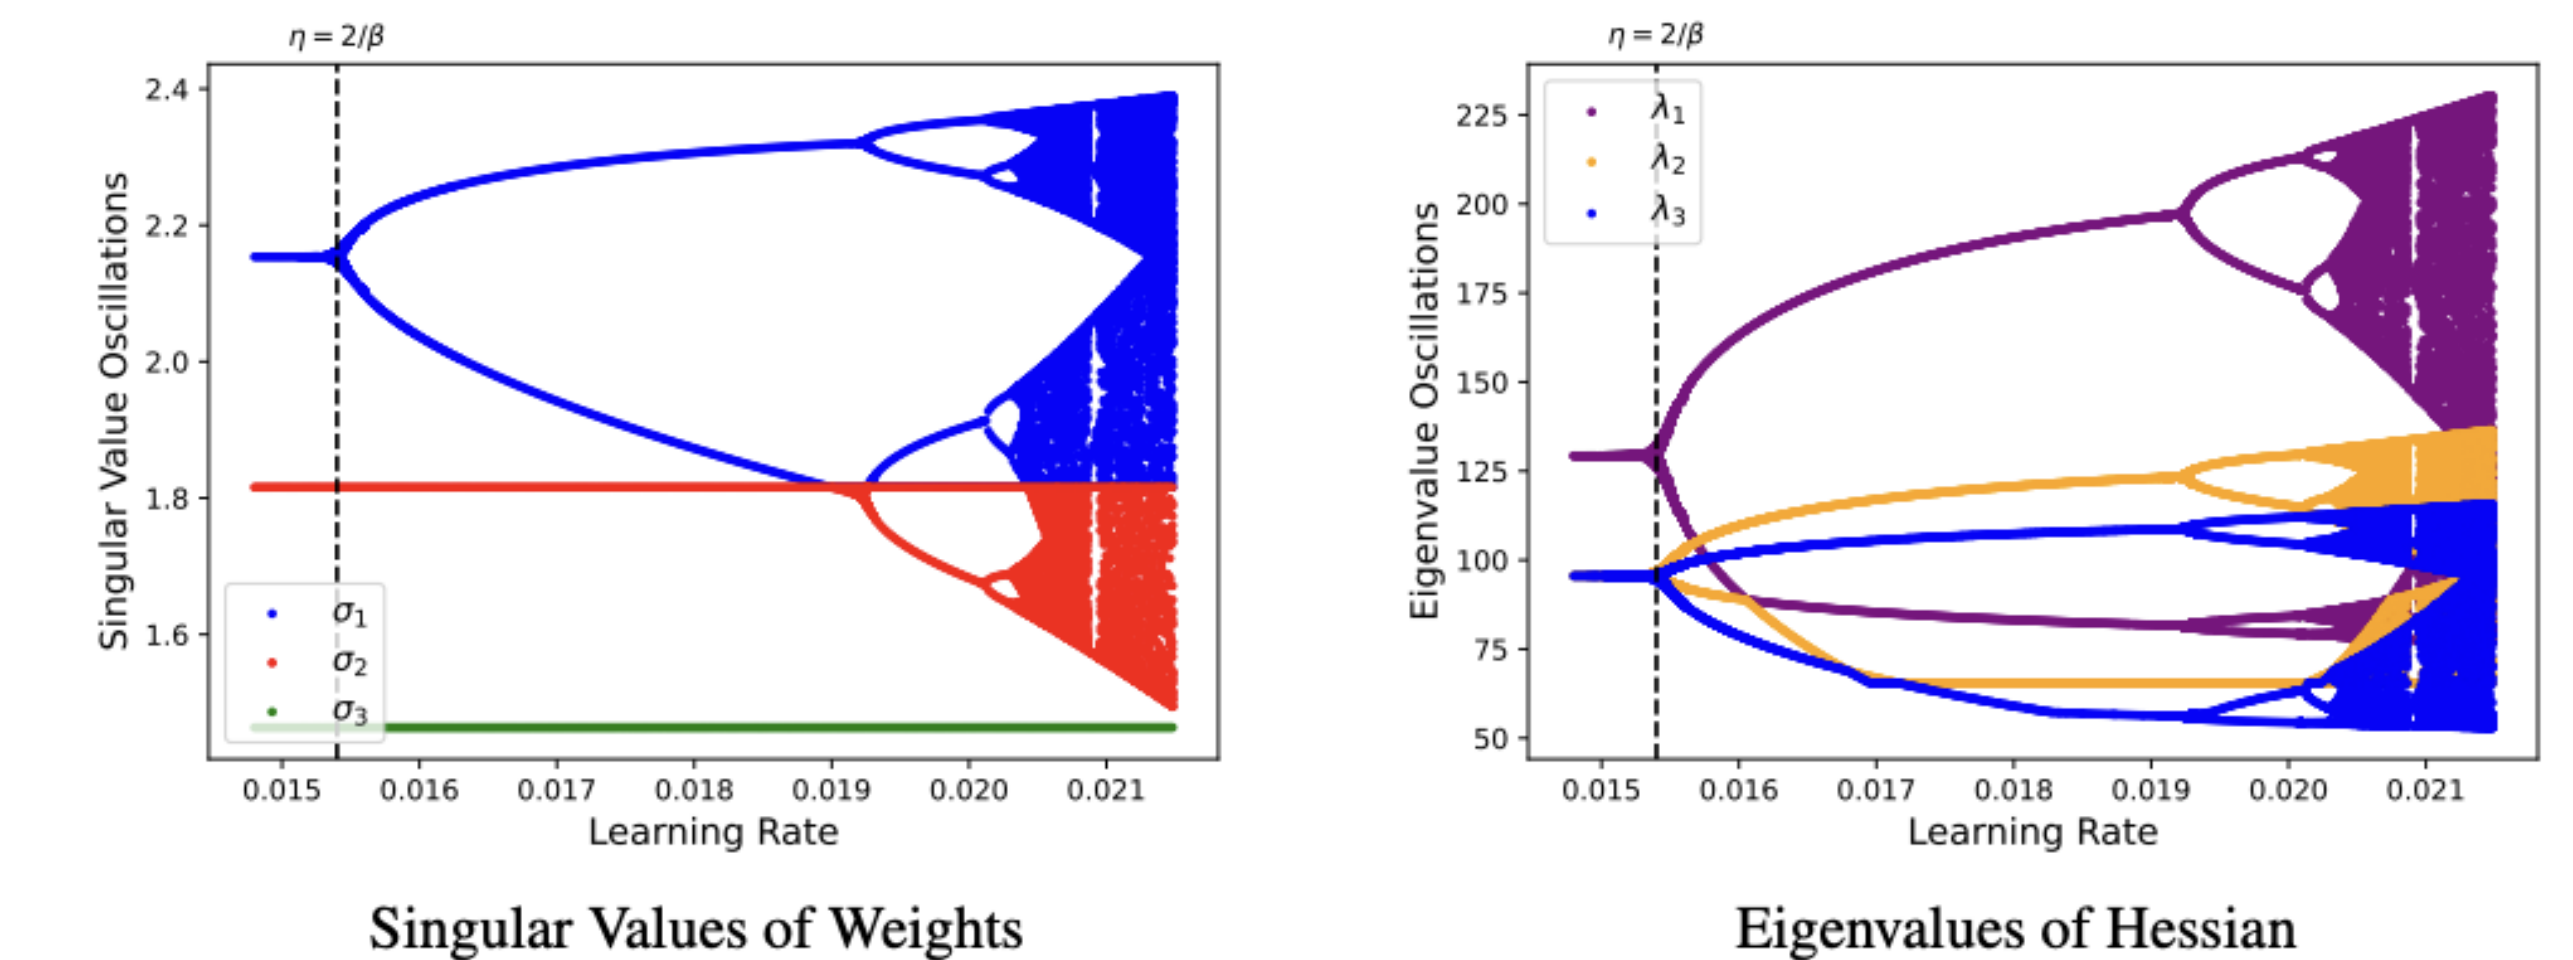 η = 2/β
2.4
2.2
2.0
1.8
1.6
Singular Value Oscillations
σ1
σ2
σ3
0.015 0.016 0.017 0.018 0.019 0.020 0.021
Learning Rate
Singular Values of Weights
η = 2/β
225
200
175
150
125
100
75
50
Eigenvalue Oscillations
λ1
λ2
λ3
0.015 0.016 0.017 0.018 0.019 0.020 0.021
Learning Rate
Eigenvalues of Hessian